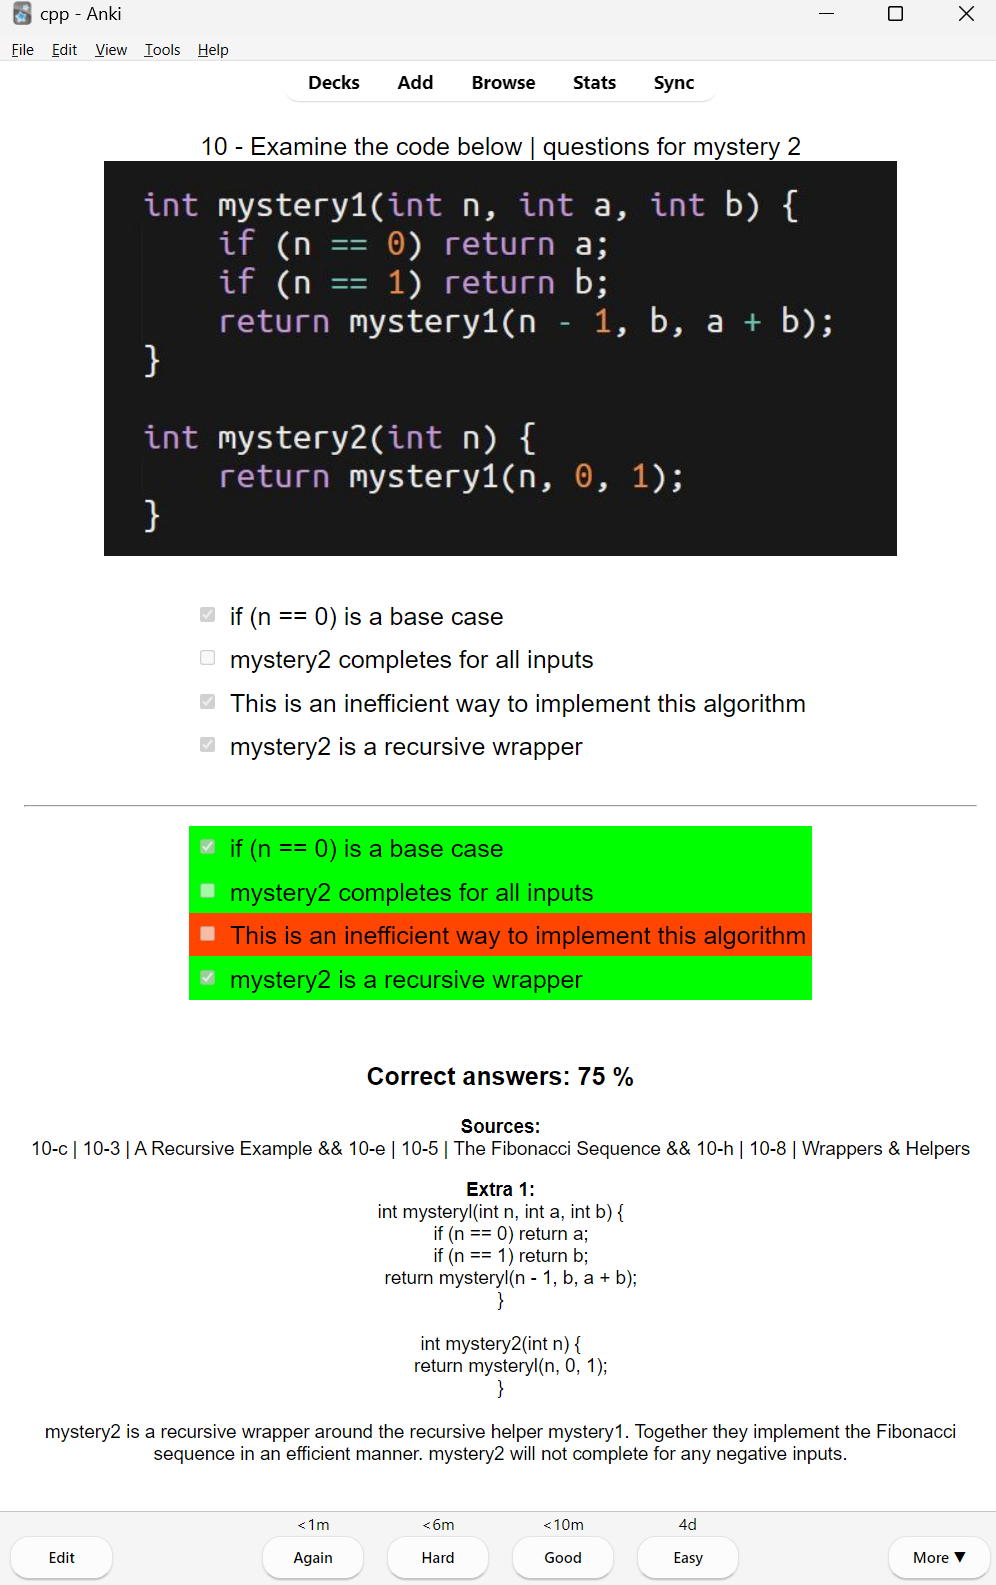 cpp - Anki
File Edit View Tools Help
Decks Add Browse Stats Sync
10 - Examine the code below | questions for mystery 2
int mystery1(int n, int a, int b) {
    if (n == 0) return a;
    if (n == 1) return b;
    return mystery1(n - 1, b, a + b);
}
int mystery2(int n) {
    return mystery1(n, 0, 1);
}
if (n == 0) is a base case
mystery2 completes for all inputs
This is an inefficient way to implement this algorithm
mystery2 is a recursive wrapper
if (n == 0) is a base case
mystery2 completes for all inputs
This is an inefficient way to implement this algorithm
mystery2 is a recursive wrapper
Correct answers: 75 %
Sources:
10-c | 10-3 | A Recursive Example && 10-e | 10-5 | The Fibonacci Sequence && 10-h | 10-8 | Wrappers & Helpers
Extra 1:
int mysteryl(int n, int a, int b) {
if (n == 0) return a;
if (n == 1) return b;
return mysteryl(n - 1, b, a + b);
}
int mystery2(int n) {
return mysteryl(n, 0, 1);
}
mystery2 is a recursive wrapper around the recursive helper mystery1. Together they implement the Fibonacci
sequence in an efficient manner. mystery2 will not complete for any negative inputs.
<1m <6m <10m 4d
Edit Again Hard Good Easy More ▼